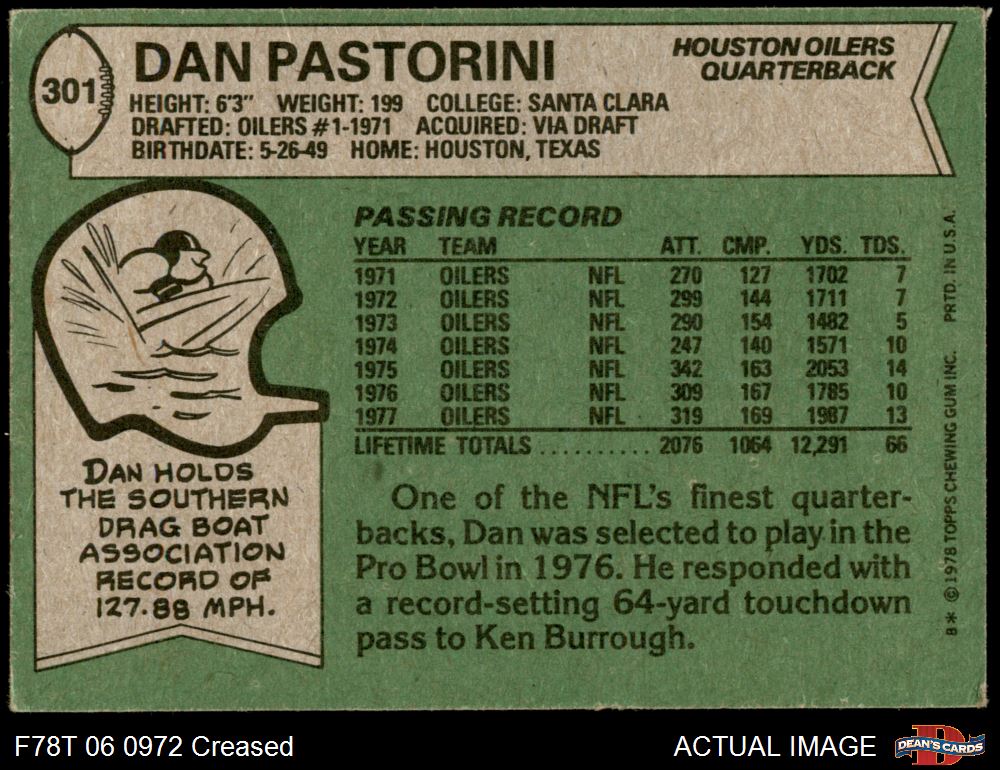 301
DAN PASTORINI
HOUSTON OILERS
QUARTERBACK
HEIGHT: 6'3" WEIGHT: 199 COLLEGE: SANTA CLARA
DRAFTED: OILERS #1-1971 ACQUIRED: VIA DRAFT
BIRTHDATE: 5-26-49 HOME: HOUSTON, TEXAS
PASSING RECORD
YEAR TEAM ATT. CMP. YDS. TDS.
1971 OILERS NFL 270 127 1702 7
1972 OILERS NFL 299 144 1711 7
1973 OILERS NFL 290 154 1482 5
1974 OILERS NFL 247 140 1571 10
1975 OILERS NFL 342 163 2053 14
1976 OILERS NFL 309 167 1785 10
1977 OILERS NFL 319 169 1987 13
LIFETIME TOTALS .......... 2076 1064 12,291 66
DAN HOLDS
THE SOUTHERN
DRAG BOAT
ASSOCIATION
RECORD OF
127.88 MPH.
One of the NFL's finest quarter-
backs, Dan was selected to play in the
Pro Bowl in 1976. He responded with
a record-setting 64-yard touchdown
pass to Ken Burrough.
B* © 1978 TOPPS CHEWING GUM INC. PRTD. IN U.S.A.
F78T 06 0972 Creased
ACTUAL IMAGE
DEAN'S CARDS